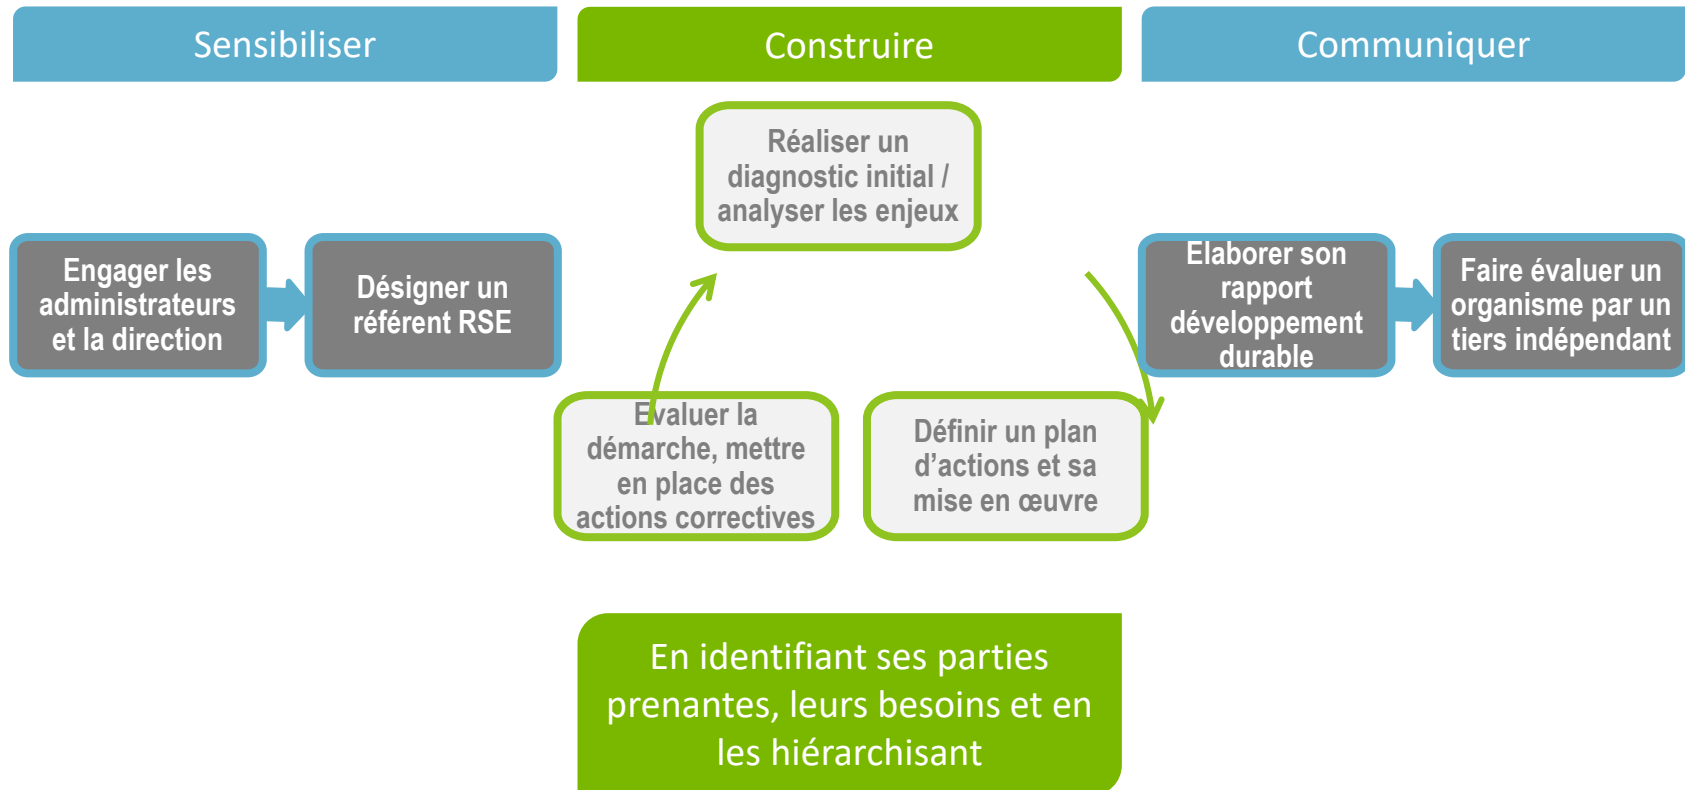 Sensibiliser
Construire
Communiquer
Réaliser un
diagnostic initial /
analyser les enjeux
Engager les
administrateurs
et la direction
Désigner un
référent RSE
Elaborer son
rapport
développement
durable
Faire évaluer un
organisme par un
tiers indépendant
Evaluer la
démarche, mettre
en place des
actions correctives
Définir un plan
d’actions et sa
mise en œuvre
En identifiant ses parties
prenantes, leurs besoins et en
les hiérarchisant